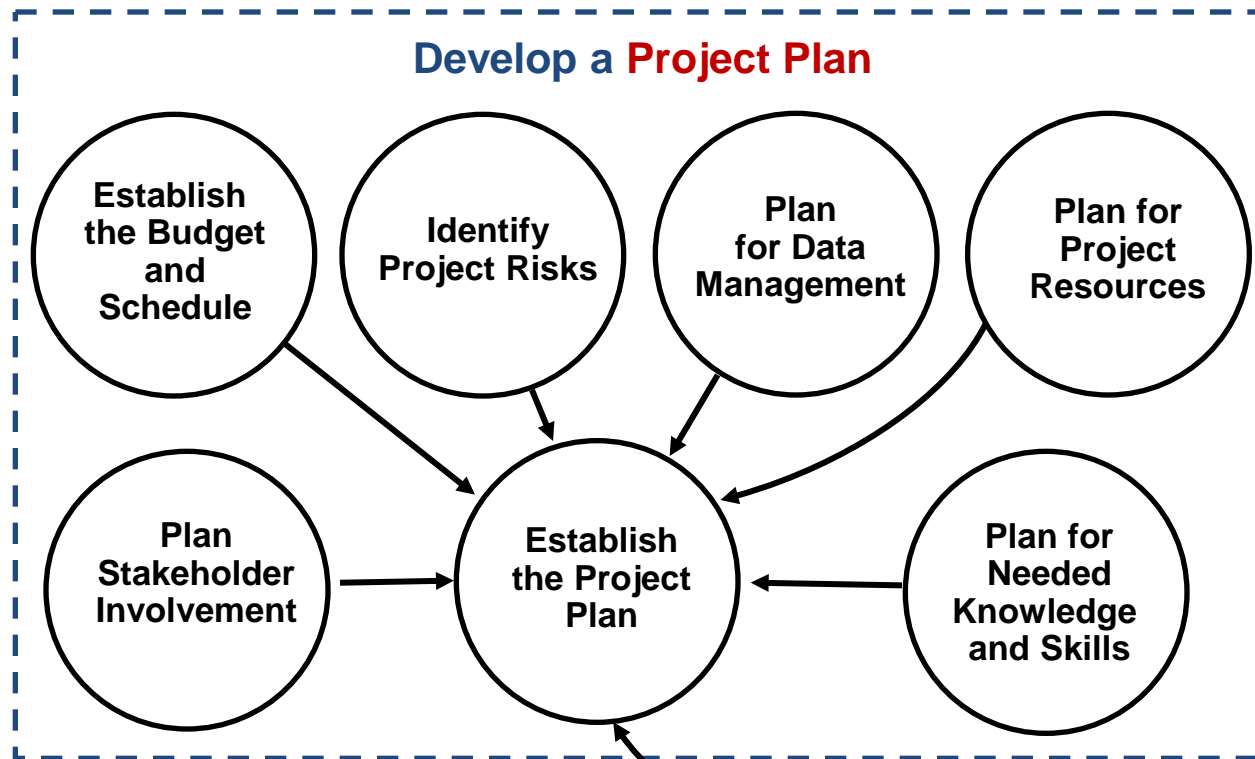 Develop a Project Plan
Establish
the Budget
and
Schedule
Identify
Project Risks
Plan
for Data
Management
Plan for
Project
Resources
Plan
Stakeholder
Involvement
Establish
the Project
Plan
Plan for
Needed
Knowledge
and Skills